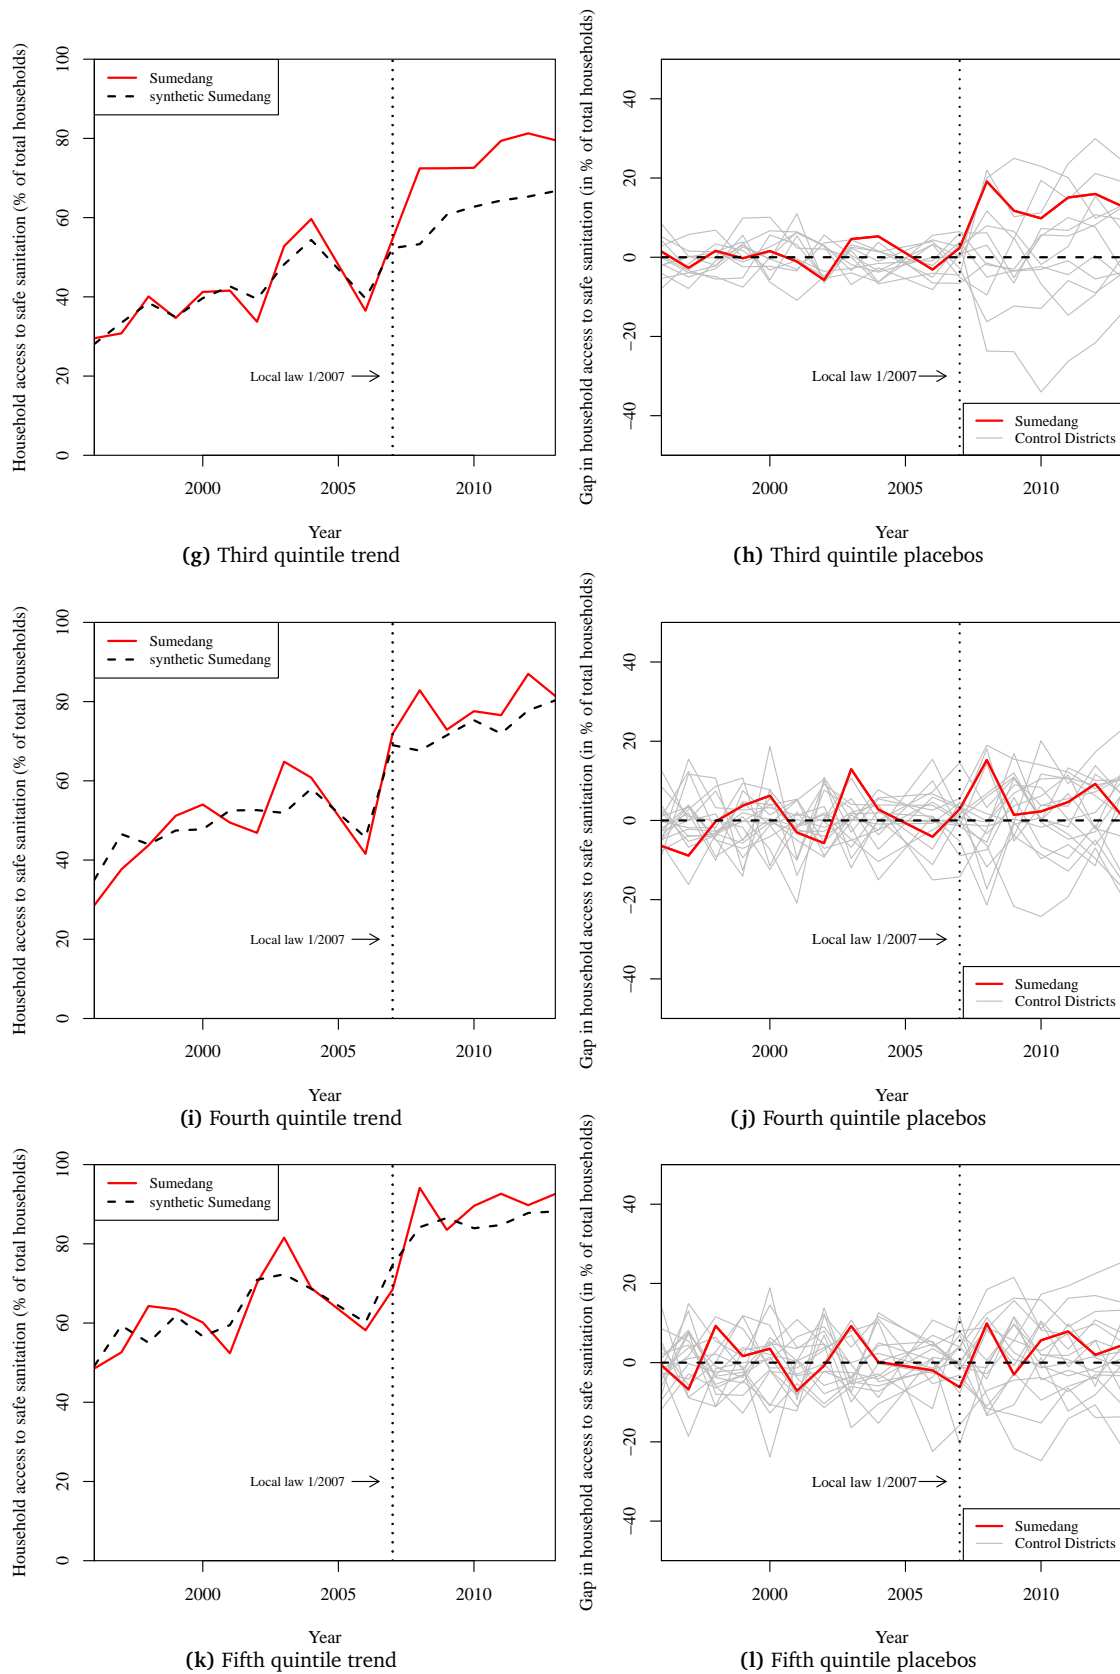 Household access to safe sanitation (% of total households)
100
80
60
40
20
0
Sumedang
synthetic Sumedang
Local law 1/2007
2000
2005
2010
Year
(g) Third quintile trend
Gap in household access to safe sanitation (in % of total households)
40
20
0
−20
−40
Local law 1/2007
Sumedang
Control Districts
2000
2005
2010
Year
(h) Third quintile placebos
Household access to safe sanitation (% of total households)
100
80
60
40
20
0
Sumedang
synthetic Sumedang
Local law 1/2007
2000
2005
2010
Year
(i) Fourth quintile trend
Gap in household access to safe sanitation (in % of total households)
40
20
0
−20
−40
Local law 1/2007
Sumedang
Control Districts
2000
2005
2010
Year
(j) Fourth quintile placebos
Household access to safe sanitation (% of total households)
100
80
60
40
20
0
Sumedang
synthetic Sumedang
Local law 1/2007
2000
2005
2010
Year
(k) Fifth quintile trend
Gap in household access to safe sanitation (in % of total households)
40
20
0
−20
−40
Local law 1/2007
Sumedang
Control Districts
2000
2005
2010
Year
(l) Fifth quintile placebos